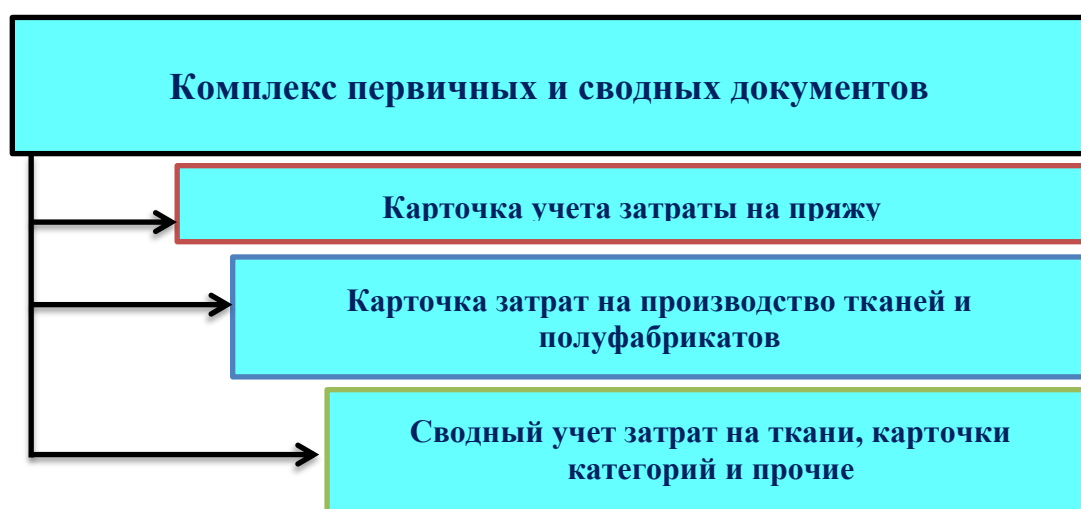 Комплекс первичных и сводных документов
Карточка учета затраты на пряжу
Карточка затрат на производство тканей и
полуфабрикатов
Сводный учет затрат на ткани, карточки
категорий и прочие